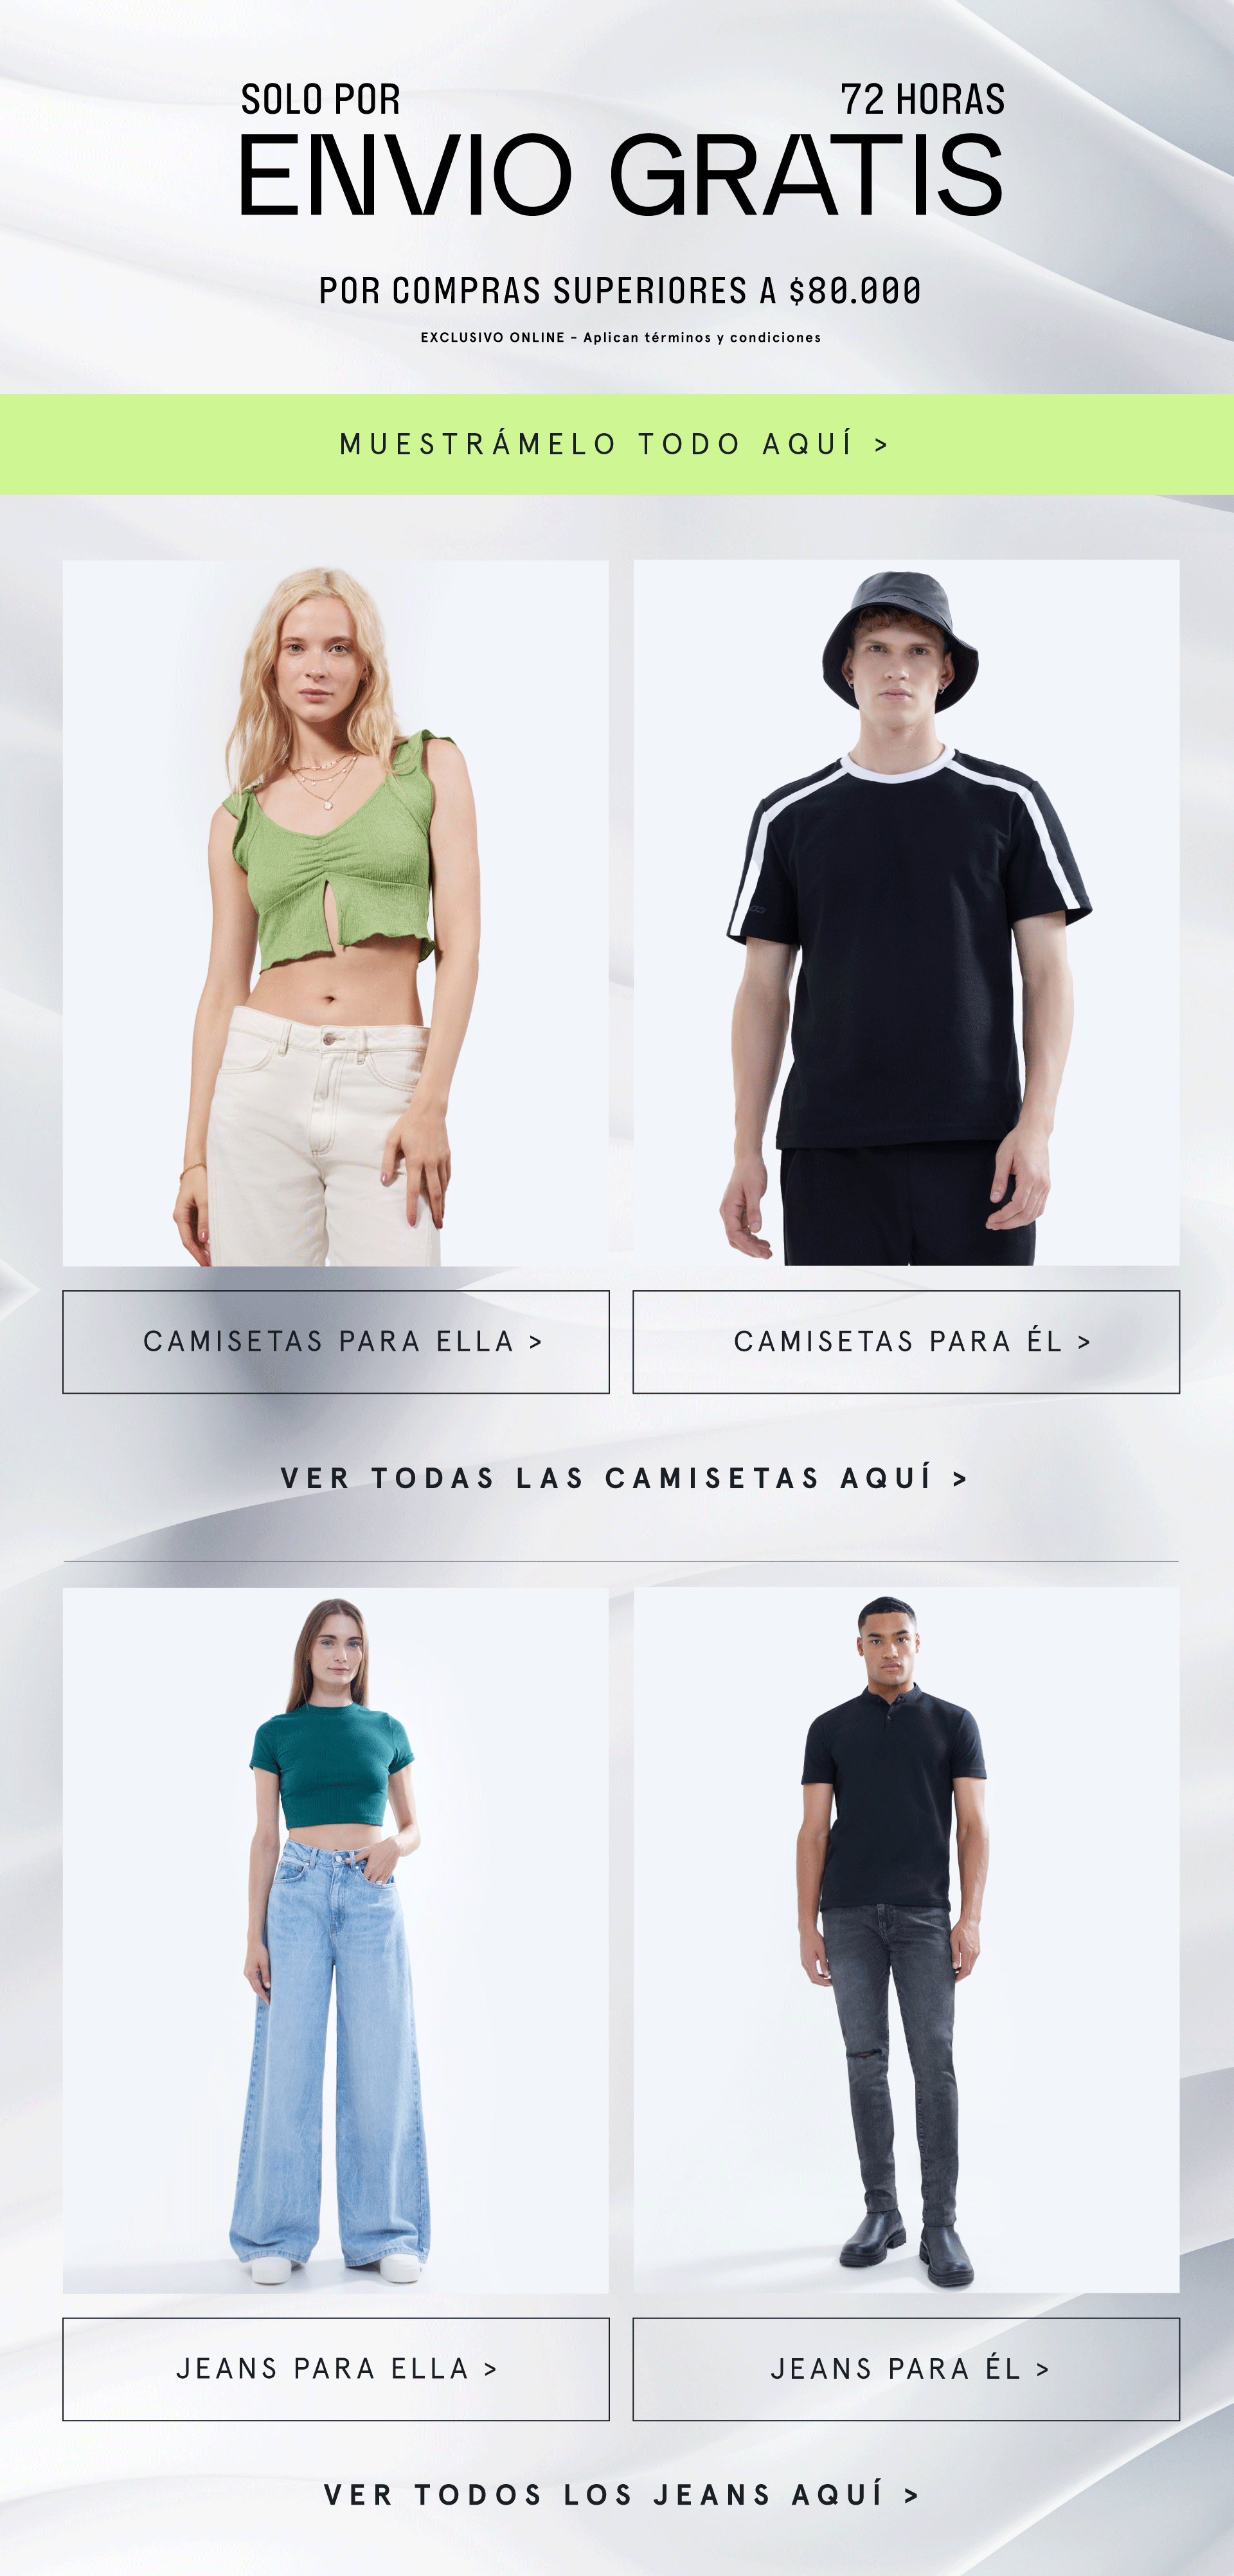 SOLO POR 72 HORAS
ENVIO GRATIS
POR COMPRAS SUPERIORES A $80.000
EXCLUSIVO ONLINE - Aplican términos y condiciones
MUESTRÁMELO TODO AQUÍ >
CAMISETAS PARA ELLA >
CAMISETAS PARA ÉL >
VER TODAS LAS CAMISETAS AQUÍ >
JEANS PARA ELLA >
JEANS PARA ÉL >
VER TODOS LOS JEANS AQUÍ >